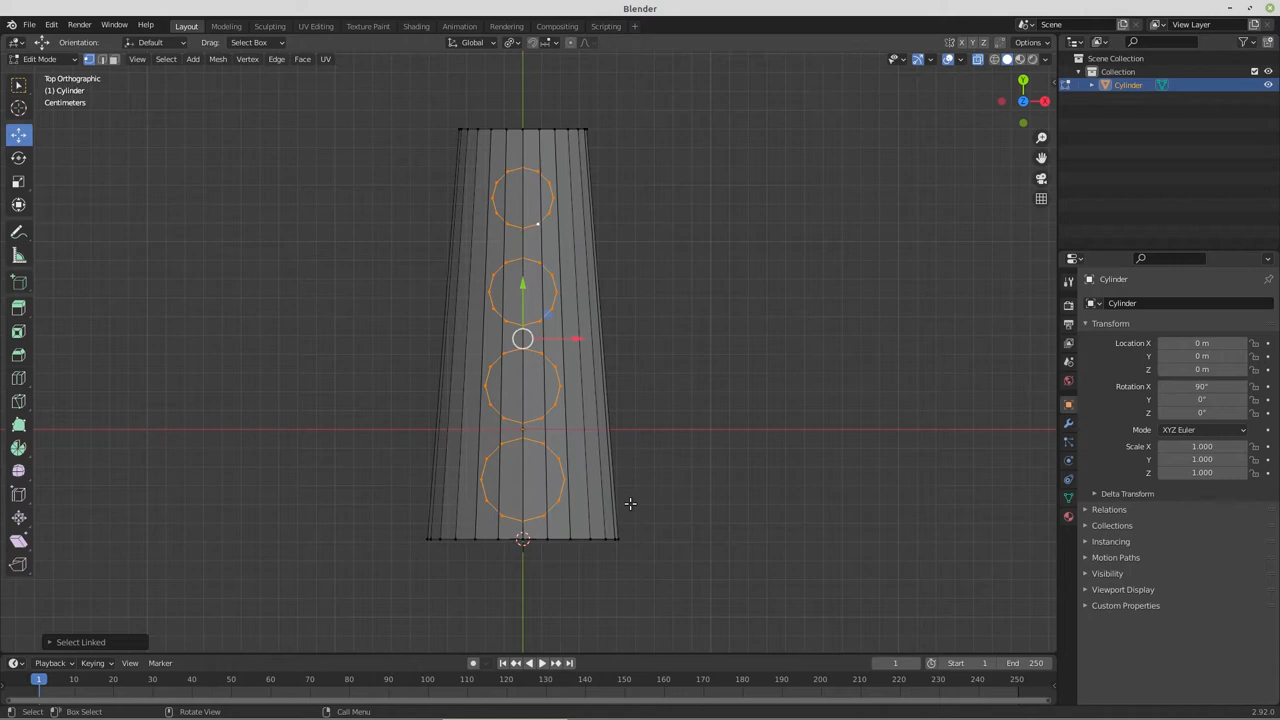 Blender
File Edit Render Window Help Layout Modeling Sculpting UV Editing Texture Paint Shading Animation Rendering Compositing Scripting + Scene View Layer
Orientation: Default Drag: Select Box Global X Y Z Options
Edit Mode View Select Add Mesh Vertex Edge Face UV
Top Orthographic
(1) Cylinder
Centimeters
Y
Z X
Scene Collection
Collection
Cylinder
Cylinder
Cylinder
Transform
Location X 0 m
Y 0 m
Z 0 m
Rotation X 90°
Y 0°
Z 0°
Mode XYZ Euler
Scale X 1.000
Y 1.000
Z 1.000
Delta Transform
Relations
Collections
Instancing
Motion Paths
Visibility
Viewport Display
Custom Properties
Select Linked
Playback Keying View Marker 1 Start 1 End 250
1 10 20 30 40 50 60 70 80 90 100 110 120 130 140 150 160 170 180 190 200 210 220 230 240 250
Select Box Select Rotate View Call Menu 2.92.0